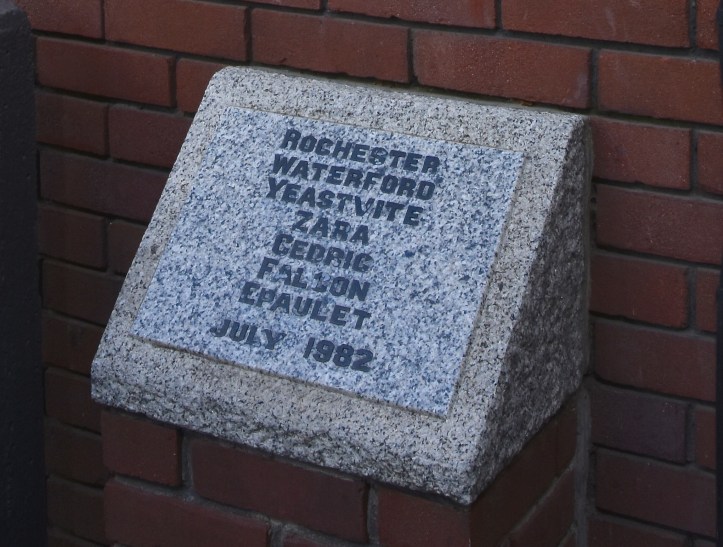 ROCHESTER
WATERFORD
YEASTVITE
ZARA
CEDRIC
FALLON
EPAULET
JULY 1982